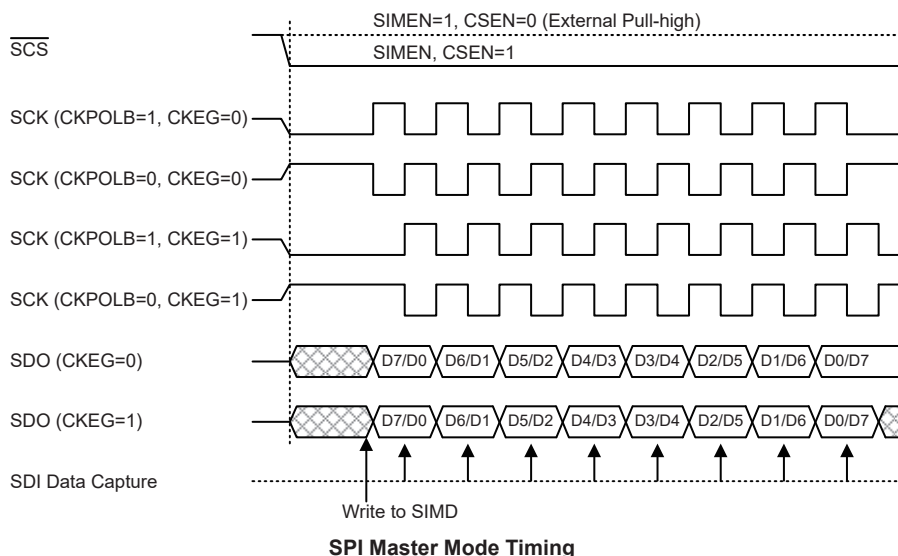 SIMEN=1, CSEN=0 (External Pull-high)
SCS
SIMEN, CSEN=1
SCK (CKPOLB=1, CKEG=0)
SCK (CKPOLB=0, CKEG=0)
SCK (CKPOLB=1, CKEG=1)
SCK (CKPOLB=0, CKEG=1)
SDO (CKEG=0) D7/D0 D6/D1 D5/D2 D4/D3 D3/D4 D2/D5 D1/D6 D0/D7
SDO (CKEG=1) D7/D0 D6/D1 D5/D2 D4/D3 D3/D4 D2/D5 D1/D6 D0/D7
SDI Data Capture
Write to SIMD
SPI Master Mode Timing